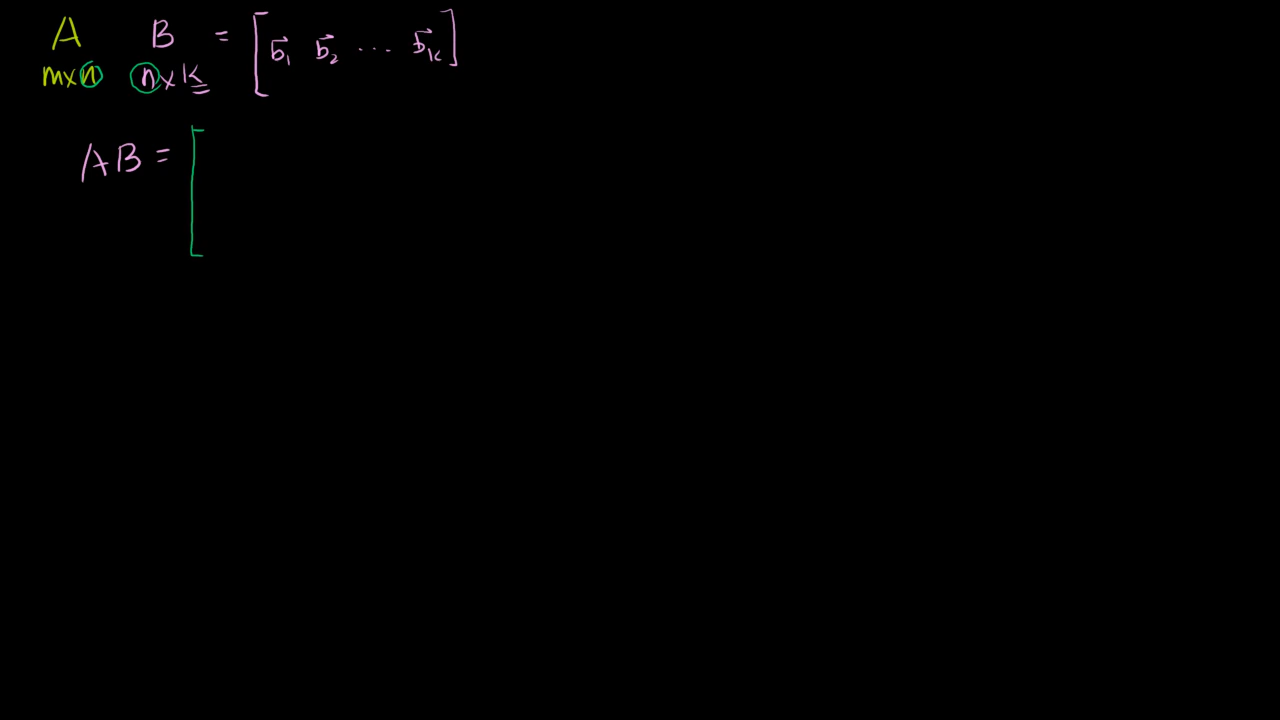 A B = [b⃗₁ b⃗₂ ... b⃗ₖ]
m×n n×k
AB = [